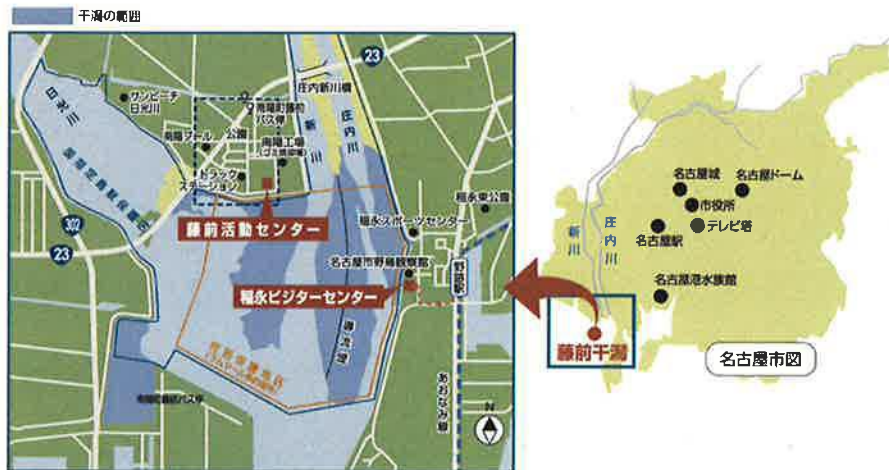 干潟の範囲
23
サンビーチ
日光川
日光川
南陽町藤前
バス停
庄内新川橋
公園
南陽プール
南陽工場
トラック
ステーション
新川
庄内川
稲永東公園
藤前活動センター
稲永スポーツセンター
302
23
名古屋市野鳥観察館
稲永ビジターセンター
野跡駅
導流堤
あおなみ線
N
名古屋城
名古屋ドーム
市役所
テレビ塔
名古屋駅
新川
庄内川
名古屋港水族館
藤前干潟
名古屋市図